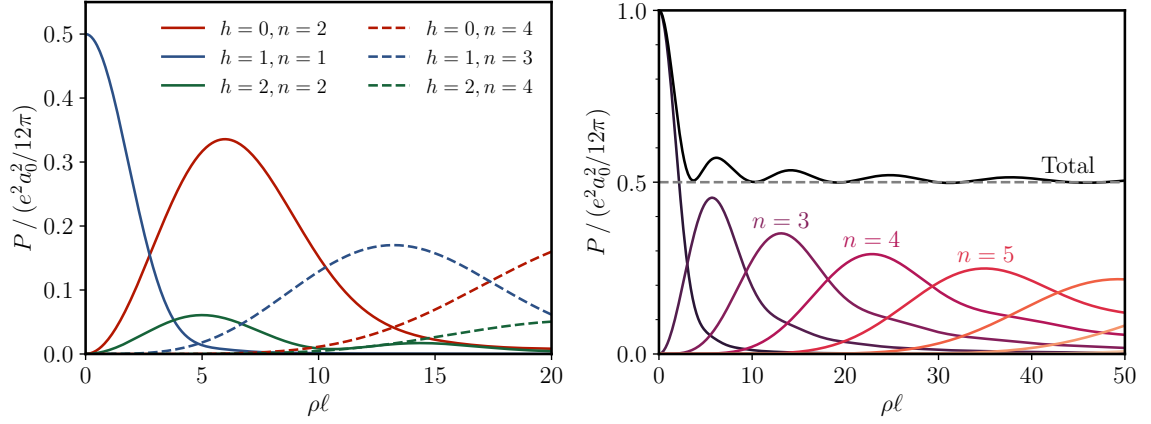 0.5
0.4
0.3
0.2
0.1
0.0
P / (e²a₀²/12π)
h = 0, n = 2
h = 1, n = 1
h = 2, n = 2
h = 0, n = 4
h = 1, n = 3
h = 2, n = 4
0 5 10 15 20
ρℓ
1.0
0.5
0.0
P / (e²a₀²/12π)
Total
n = 3
n = 4
n = 5
0 10 20 30 40 50
ρℓ